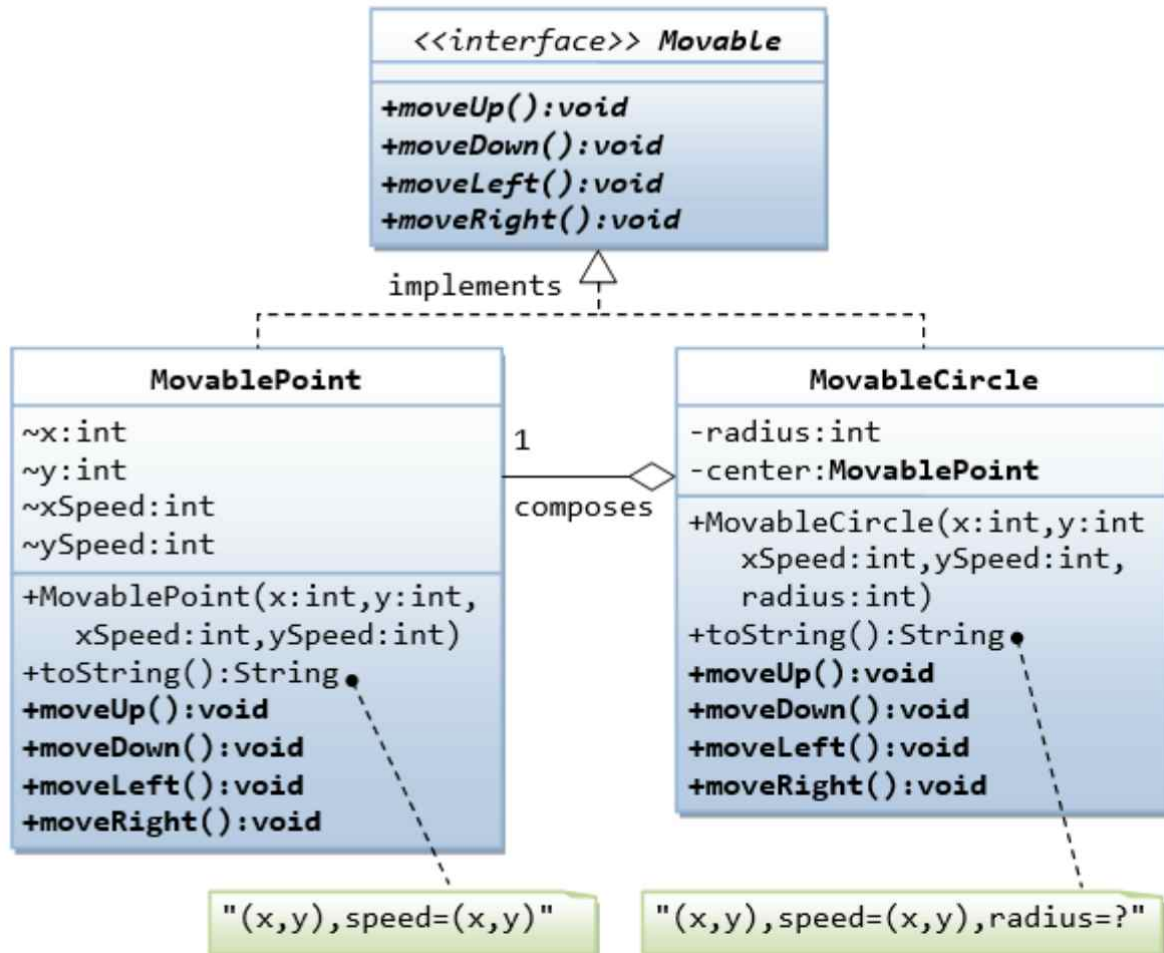 <<interface>> Movable
+moveUp():void
+moveDown():void
+moveLeft():void
+moveRight():void
implements
MovablePoint
~x:int
~y:int
~xSpeed:int
~ySpeed:int
+MovablePoint(x:int,y:int,
xSpeed:int,ySpeed:int)
+toString():String
+moveUp():void
+moveDown():void
+moveLeft():void
+moveRight():void
1
composes
MovableCircle
-radius:int
-center:MovablePoint
+MovableCircle(x:int,y:int
xSpeed:int,ySpeed:int,
radius:int)
+toString():String
+moveUp():void
+moveDown():void
+moveLeft():void
+moveRight():void
"(x,y),speed=(x,y)"
"(x,y),speed=(x,y),radius=?"